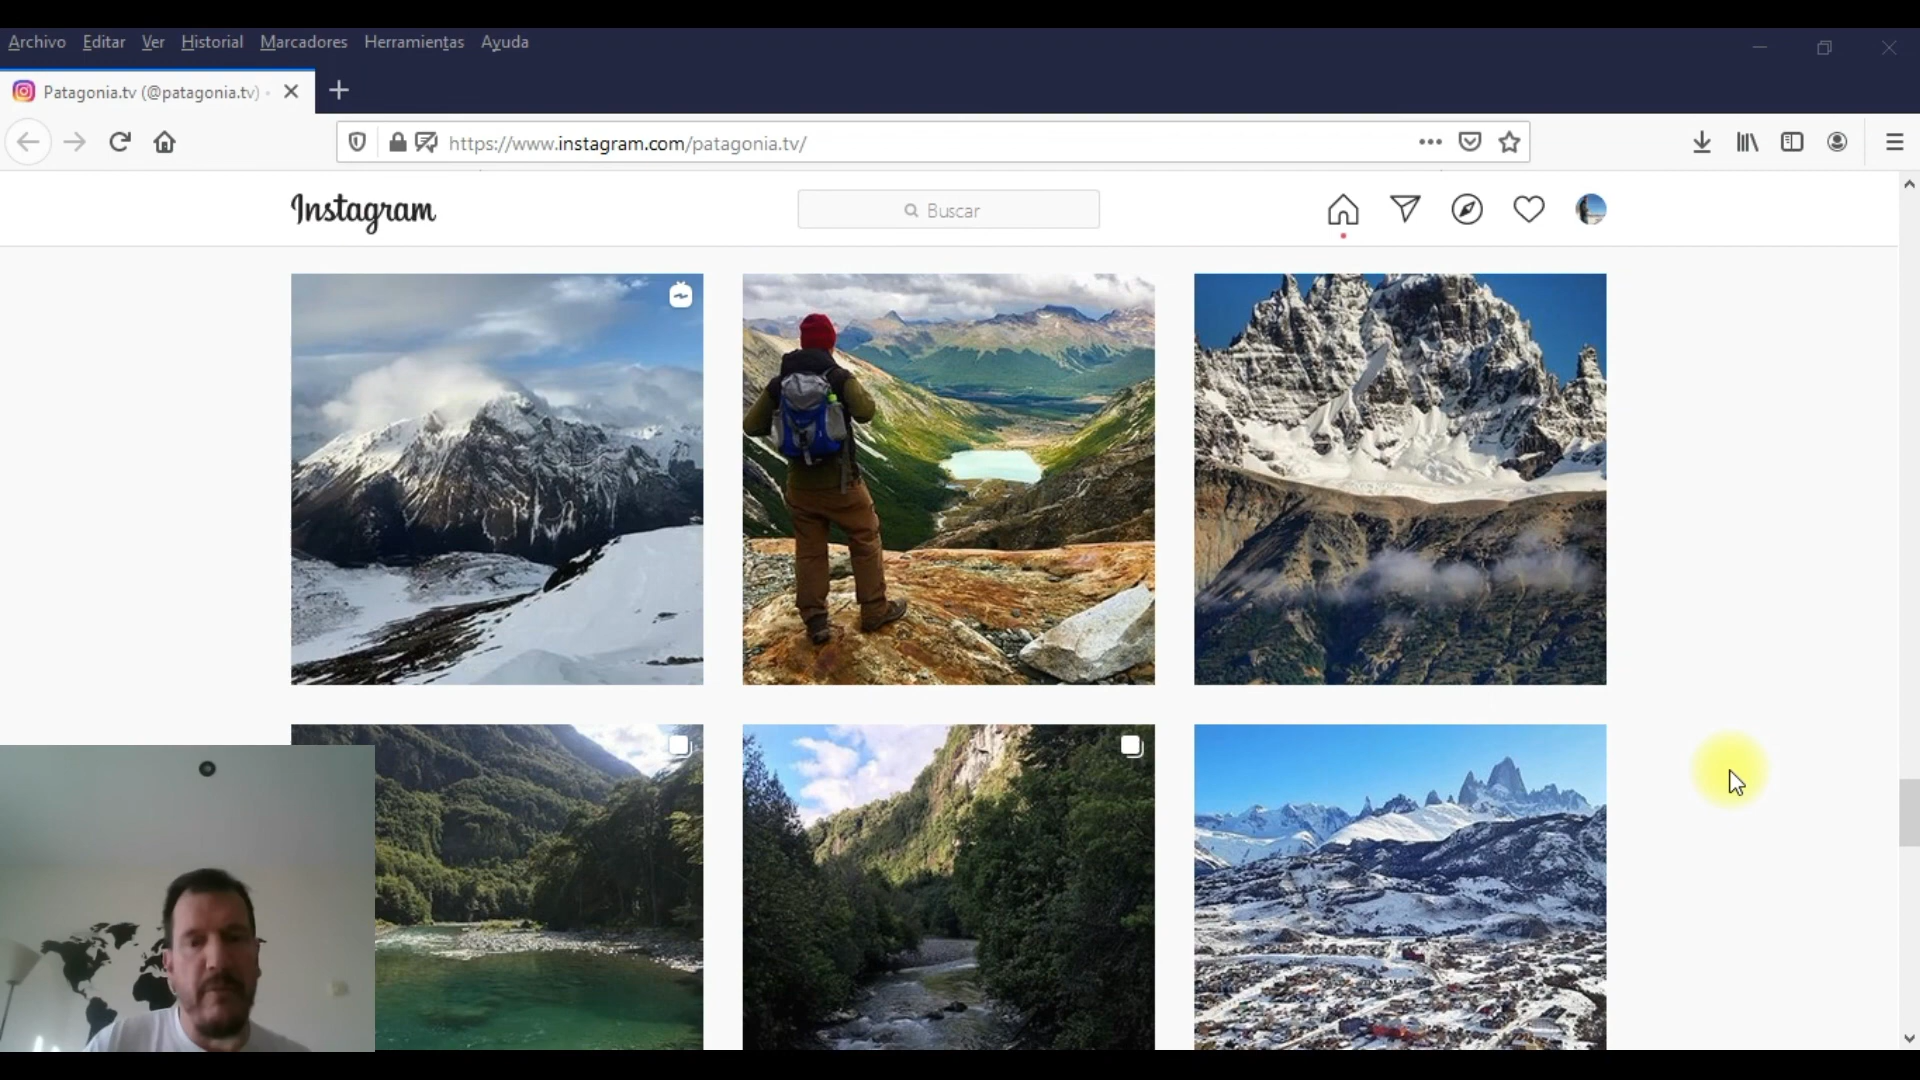 Archivo Editar Ver Historial Marcadores Herramientas Ayuda
Patagonia.tv (@patagonia.tv) •
https://www.instagram.com/patagonia.tv/
Instagram
Buscar